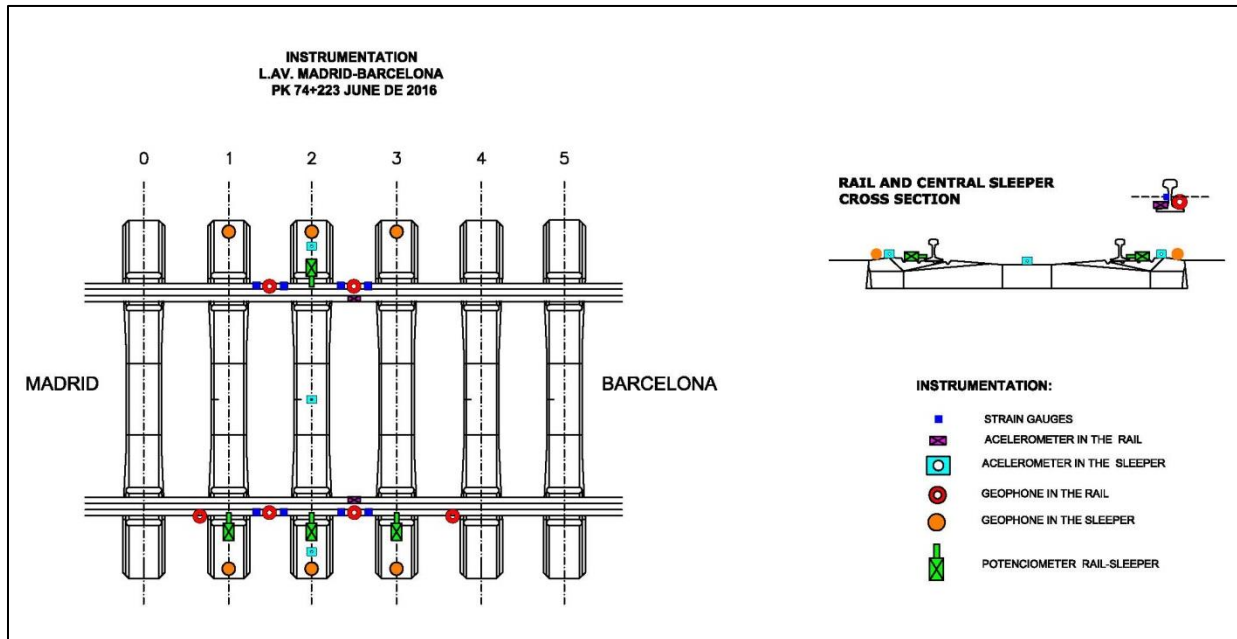 INSTRUMENTATION
L.AV. MADRID-BARCELONA
PK 74+223 JUNE DE 2016
0 1 2 3 4 5
RAIL AND CENTRAL SLEEPER
CROSS SECTION
MADRID
BARCELONA
INSTRUMENTATION:
STRAIN GAUGES
ACELEROMETER IN THE RAIL
ACELEROMETER IN THE SLEEPER
GEOPHONE IN THE RAIL
GEOPHONE IN THE SLEEPER
POTENCIOMETER RAIL-SLEEPER